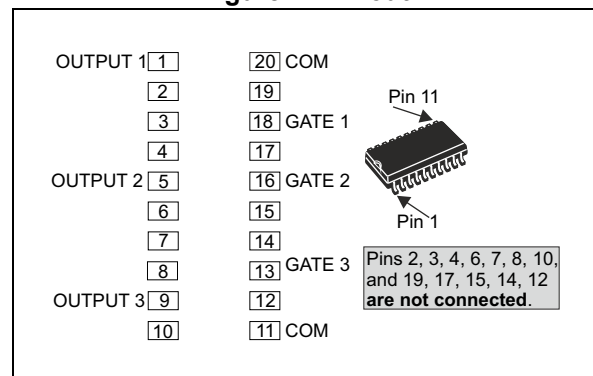 OUTPUT 1 1 20 COM
2 19
3 18 GATE 1
4 17
OUTPUT 2 5 16 GATE 2
6 15
7 14
8 13 GATE 3
OUTPUT 3 9 12
10 11 COM
Pin 11
Pin 1
Pins 2, 3, 4, 6, 7, 8, 10,
and 19, 17, 15, 14, 12
are not connected.